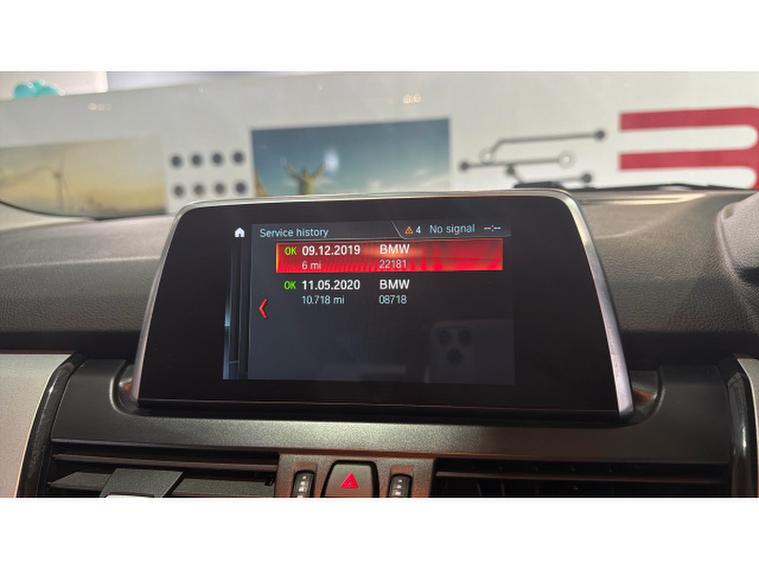 Service history 4 No signal --:--
OK 09.12.2019 BMW
6 mi 22181
OK 11.05.2020 BMW
10.718 mi 08718